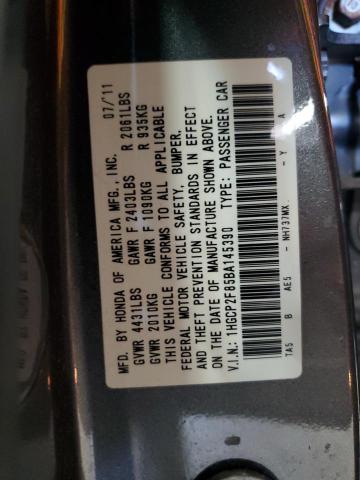 MFD. BY HONDA OF AMERICA MFG., INC. 07/11
GVWR 4431LBS GAWR F 2403LBS R 2061LBS
GVWR 2010KG GAWR F 1090KG R 935KG
THIS VEHICLE CONFORMS TO ALL APPLICABLE
FEDERAL MOTOR VEHICLE SAFETY, BUMPER,
AND THEFT PREVENTION STANDARDS IN EFFECT
ON THE DATE OF MANUFACTURE SHOWN ABOVE.
V.I.N.: 1HGCP2F85BA145390 TYPE: PASSENGER CAR
TA5 B AE5 - NH737MX - Y A